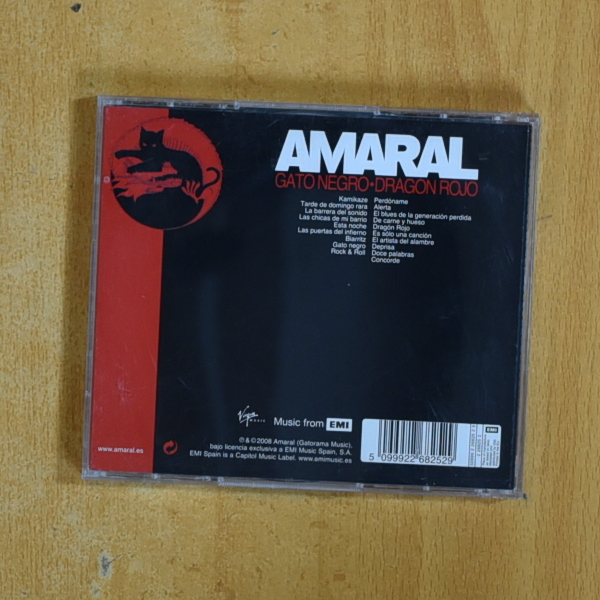 AMARAL
GATO NEGRO•DRAGON ROJO
Kamikaze
Tarde de domingo rara
La barrera del sonido
Las chicas de mi barrio
Esta noche
Las puertas del infierno
Biarritz
Gato negro
Rock & Roll
Perdóname
Alerta
El blues de la generación perdida
De carne y hueso
Dragón Rojo
Es sólo una canción
El artista del alambre
Deprisa
Doce palabras
Concorde
Virgin
MUSIC
Music from EMI
℗ & © 2008 Amaral (Gatorama Music),
bajo licencia exclusiva a EMI Music Spain, S.A.
EMI Spain is a Capitol Music Label. www.emimusic.es
www.amaral.es
5 099922 682529
EMI